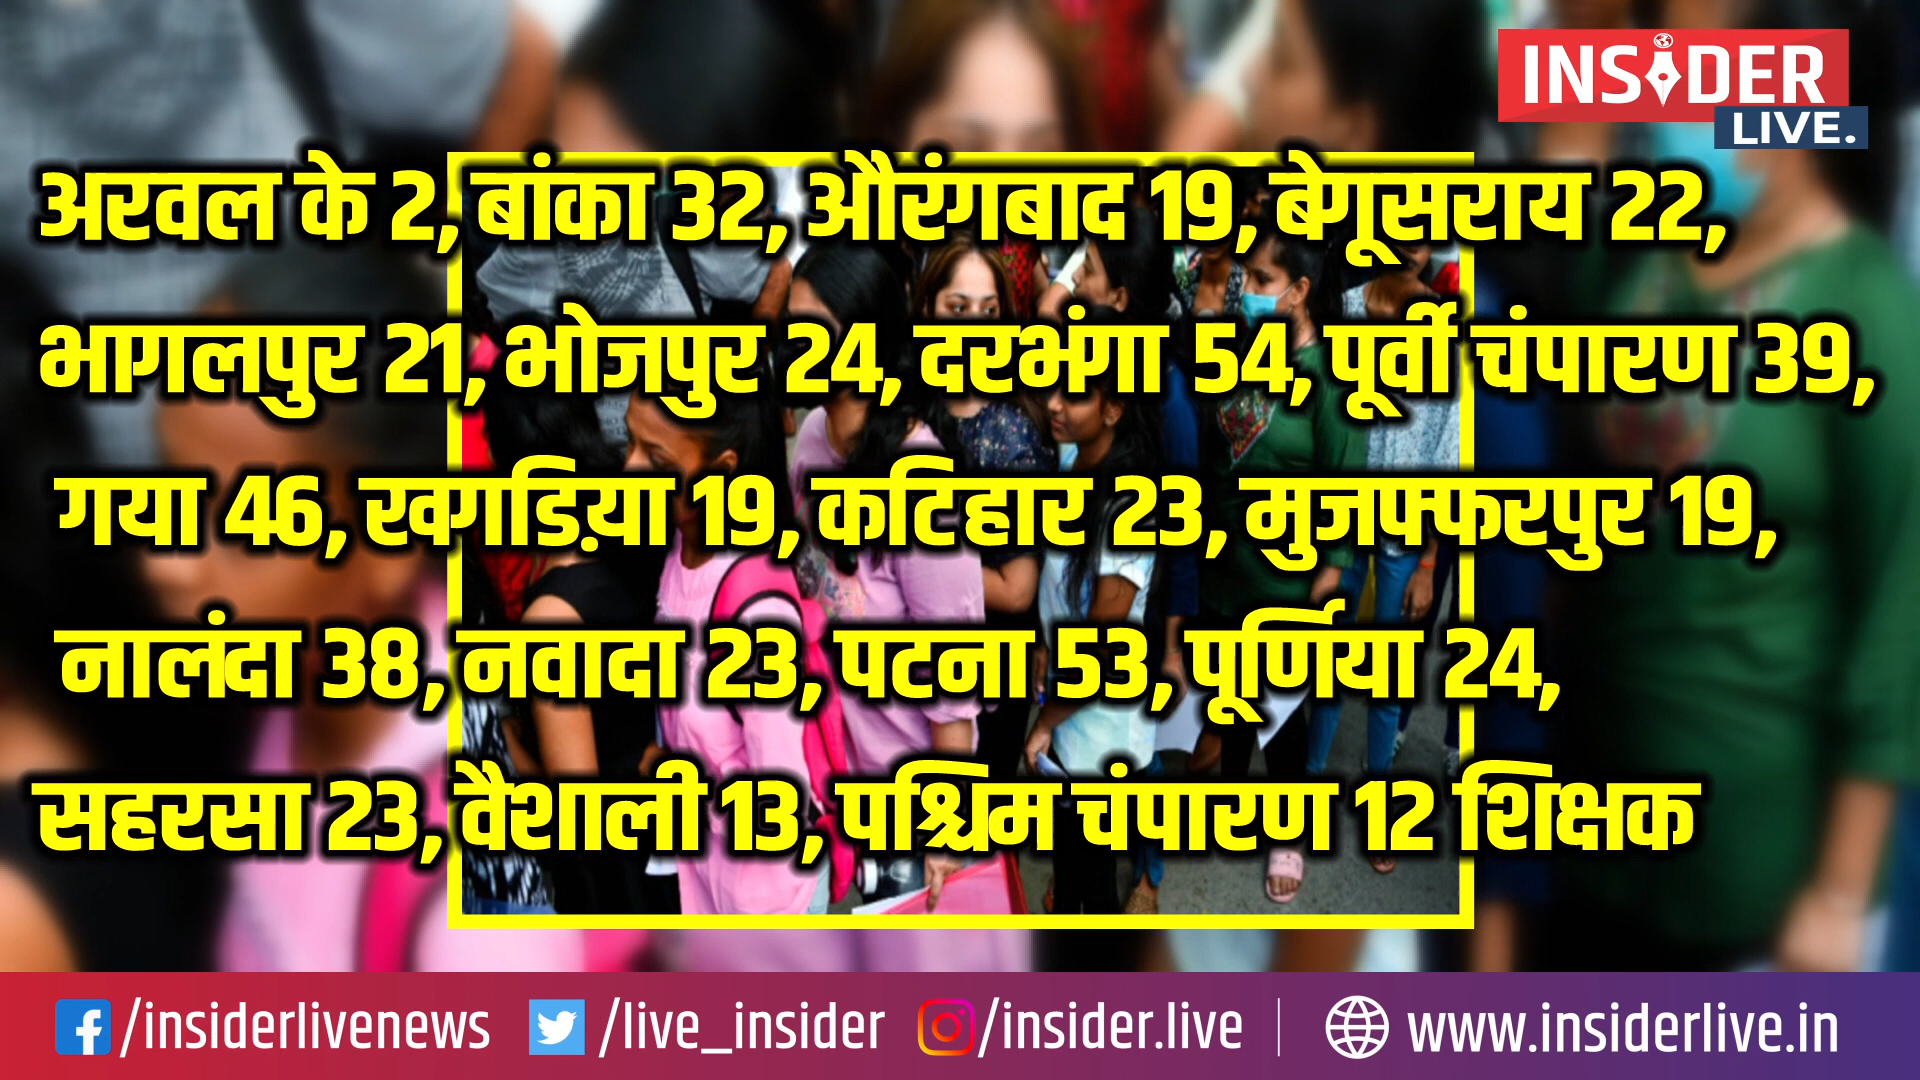 INSIDER
LIVE.
अरवल के 2, बांका 32, औरंगबाद 19, बेगूसराय 22,
भागलपुर 21, भोजपुर 24, दरभंगा 54, पूर्वी चंपारण 39,
गया 46, खगडि़या 19, कटिहार 23, मुजफ्फरपुर 19,
नालंदा 38, नवादा 23, पटना 53, पूर्णिया 24,
सहरसा 23, वैशाली 13, पश्चिम चंपारण 12 शिक्षक
/insiderlivenews /live_insider /insider.live www.insiderlive.in